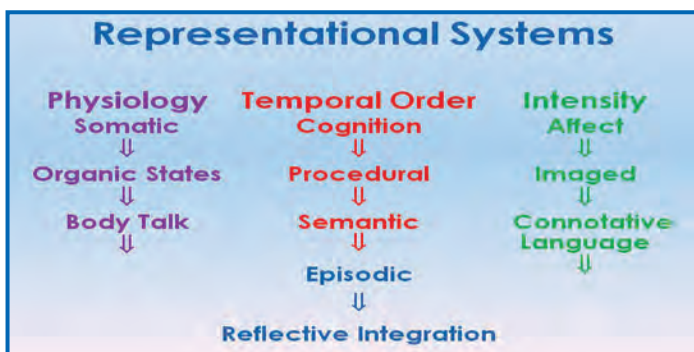 Representational Systems
Physiology Temporal Order Intensity
Somatic Cognition Affect
⇓ ⇓ ⇓
Organic States Procedural Imaged
⇓ ⇓ ⇓
Body Talk Semantic Connotative
Language
⇓ ⇓ ⇓
Episodic
⇓
Reflective Integration